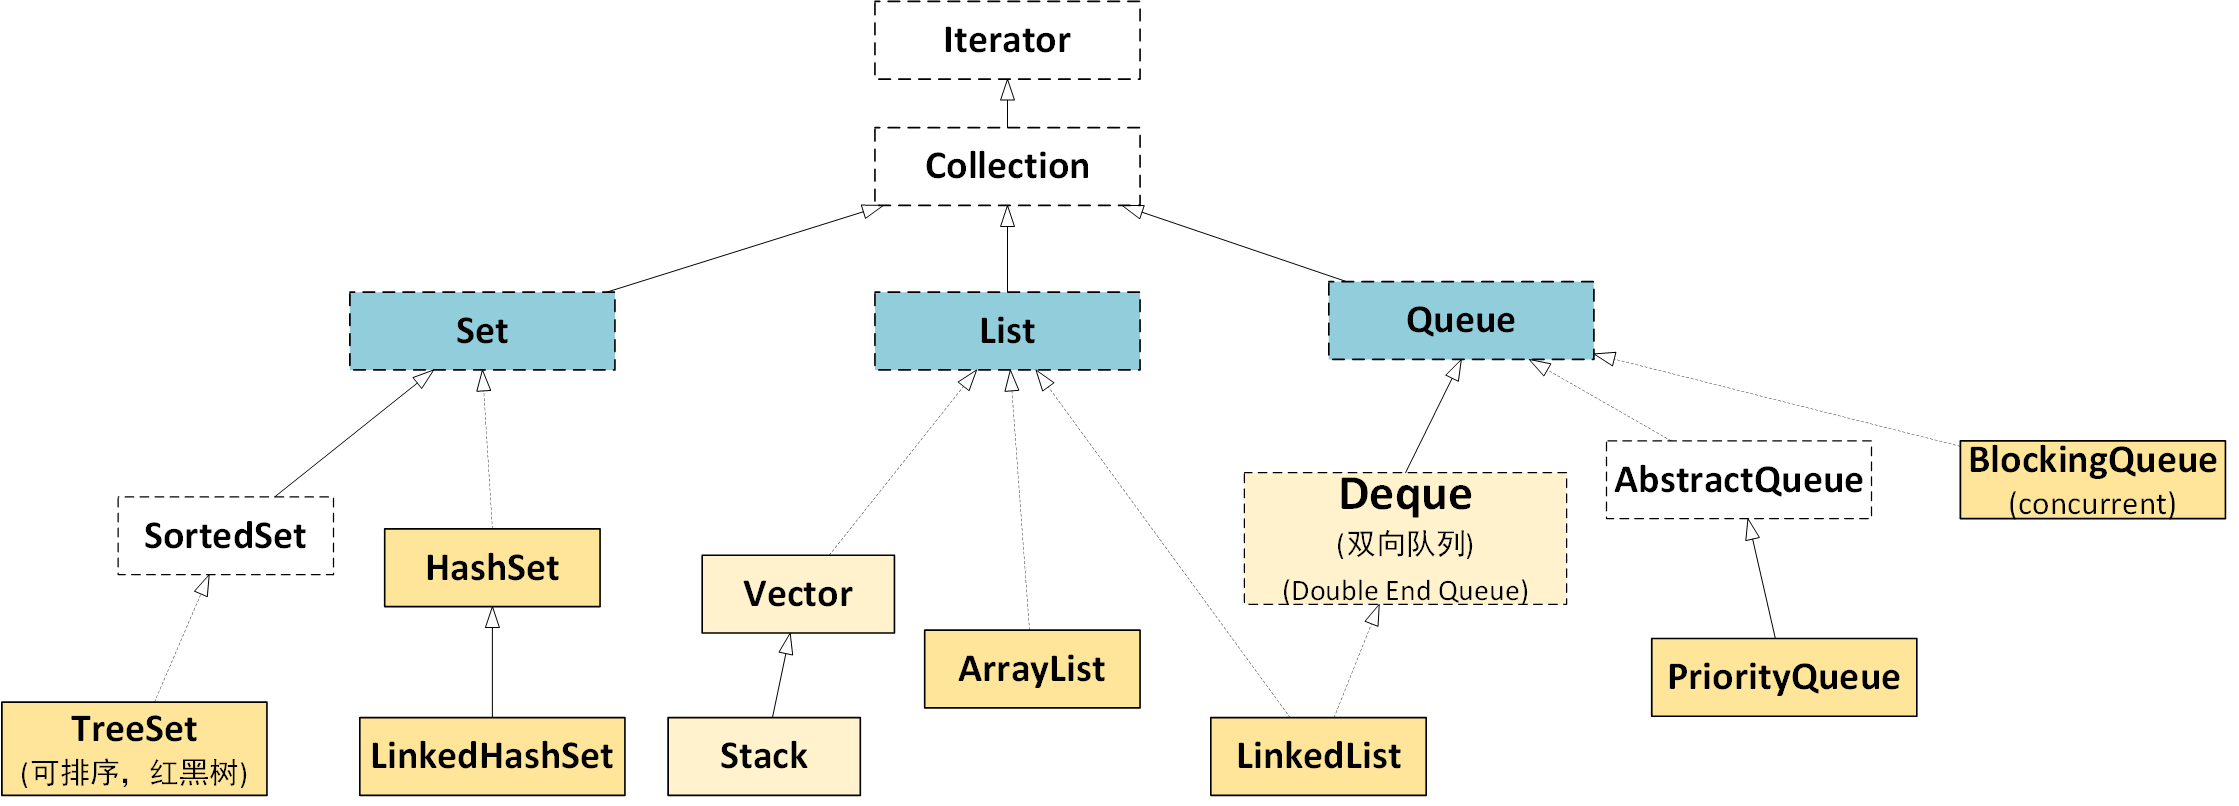 Iterator
Collection
Set
List
Queue
SortedSet
HashSet
Vector
ArrayList
Deque
(双向队列)
(Double End Queue)
AbstractQueue
BlockingQueue
(concurrent)
PriorityQueue
TreeSet
(可排序，红黑树)
LinkedHashSet
Stack
LinkedList